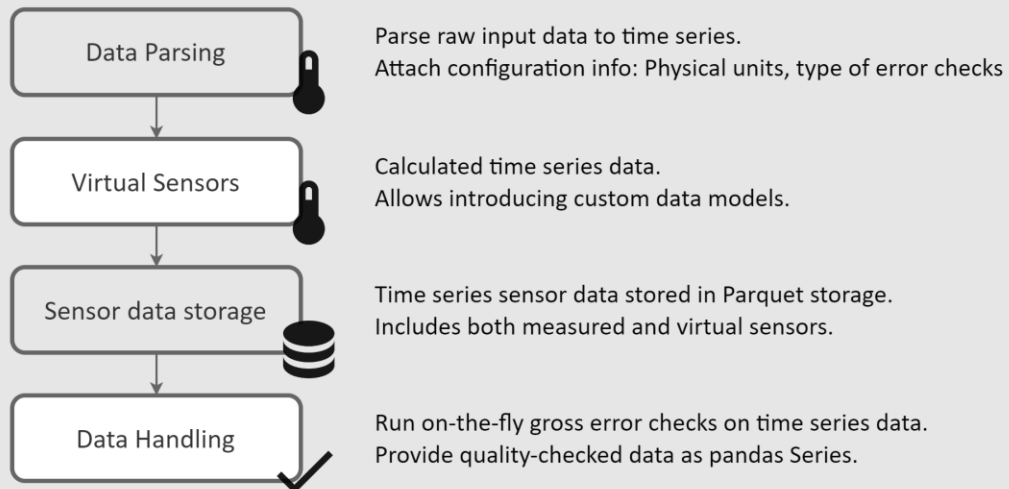 Data Parsing
Parse raw input data to time series.
Attach configuration info: Physical units, type of error checks
Virtual Sensors
Calculated time series data.
Allows introducing custom data models.
Sensor data storage
Time series sensor data stored in Parquet storage.
Includes both measured and virtual sensors.
Data Handling
Run on-the-fly gross error checks on time series data.
Provide quality-checked data as pandas Series.